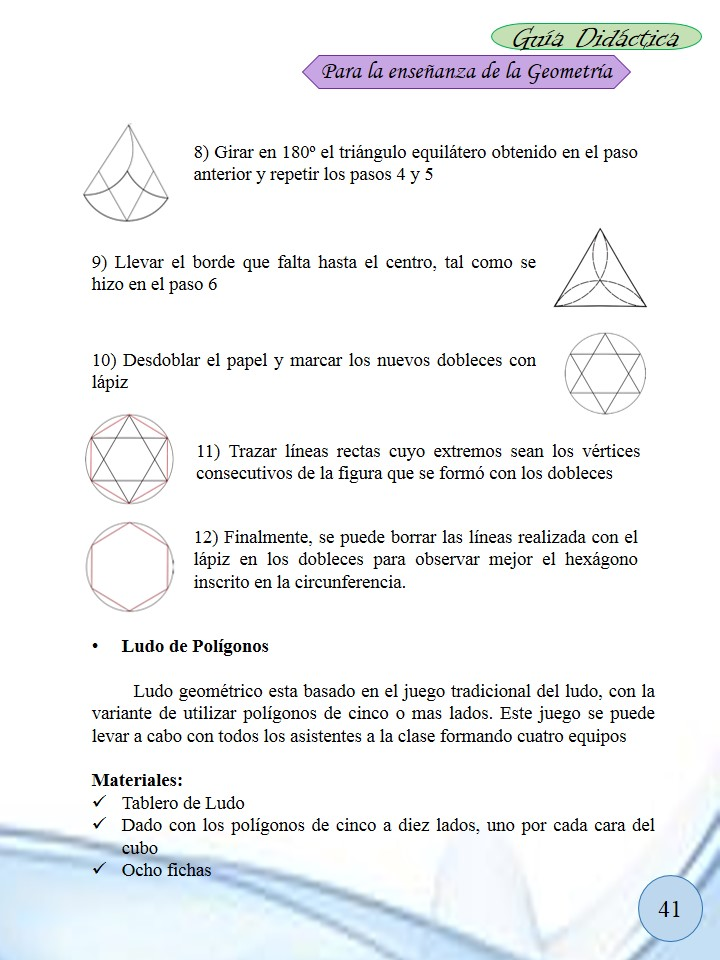 Guía Didáctica
Para la enseñanza de la Geometría
8) Girar en 180º el triángulo equilátero obtenido en el paso
anterior y repetir los pasos 4 y 5
9) Llevar el borde que falta hasta el centro, tal como se
hizo en el paso 6
10) Desdoblar el papel y marcar los nuevos dobleces con
lápiz
11) Trazar líneas rectas cuyo extremos sean los vértices
consecutivos de la figura que se formó con los dobleces
12) Finalmente, se puede borrar las líneas realizada con el
lápiz en los dobleces para observar mejor el hexágono
inscrito en la circunferencia.
• Ludo de Polígonos
Ludo geométrico esta basado en el juego tradicional del ludo, con la
variante de utilizar polígonos de cinco o mas lados. Este juego se puede
levar a cabo con todos los asistentes a la clase formando cuatro equipos
Materiales:
✓ Tablero de Ludo
✓ Dado con los polígonos de cinco a diez lados, uno por cada cara del
cubo
✓ Ocho fichas
41